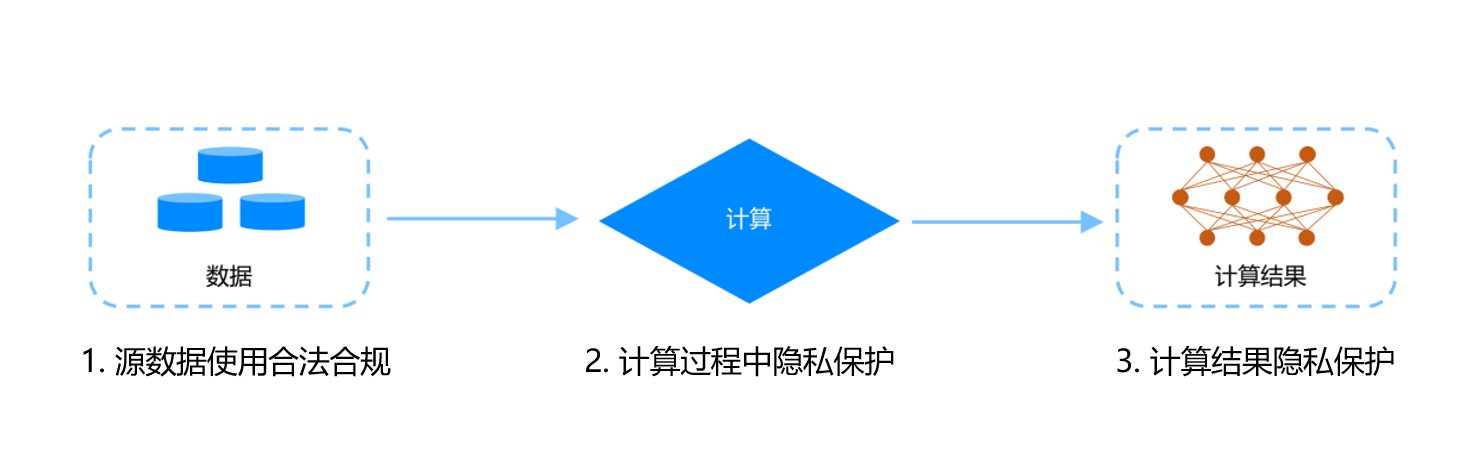 数据
计算
计算结果
1. 源数据使用合法合规
2. 计算过程中隐私保护
3. 计算结果隐私保护